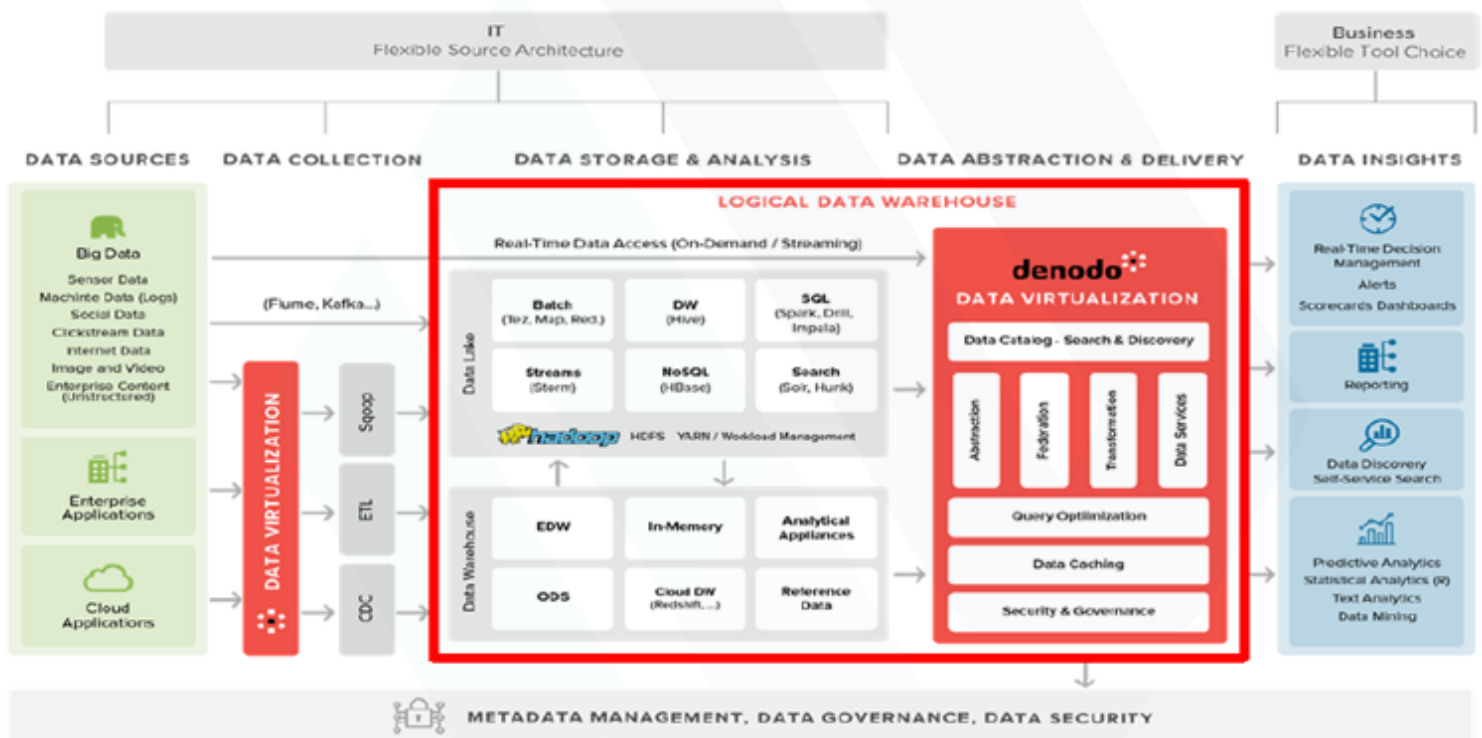 IT
Flexible Source Architecture
Business
Flexible Tool Choice
DATA SOURCES
DATA COLLECTION
DATA STORAGE & ANALYSIS
DATA ABSTRACTION & DELIVERY
DATA INSIGHTS
Big Data
Sensor Data
Machinte Data (Logs)
Social Data
Clickstream Data
Internet Data
Image and Video
Enterprise Content
(Unstructured)
Enterprise
Applications
Cloud
Applications
(Flume, Kafka...)
DATA VIRTUALIZATION
Sqoop
ETL
CDC
LOGICAL DATA WAREHOUSE
Real-Time Data Access (On-Demand / Streaming)
Data Lake
Batch
(Tez, Map, Red.)
DW
(Hive)
SQL
(Spark, Drill,
Impala)
Streams
(Storm)
NoSQL
(HBase)
Search
(Solr, Hunk)
hadoop HDFS YARN / Workload Management
Data Warehouse
EDW
In-Memory
Analytical
Appliances
ODS
Cloud DW
(Redshift, ...)
Reference
Data
denodo
DATA VIRTUALIZATION
Data Catalog - Search & Discovery
Abstraction
Federation
Transformation
Data Services
Query Optiimization
Data Caching
Security & Governance
Real-Time Decision
Management
Alerts
Scorecards Dashboards
Reporting
Data Discovery
Self-Service Search
Predictive Analytics
Statistical Analytics (R)
Text Analytics
Data Mining
METADATA MANAGEMENT, DATA GOVERNANCE, DATA SECURITY